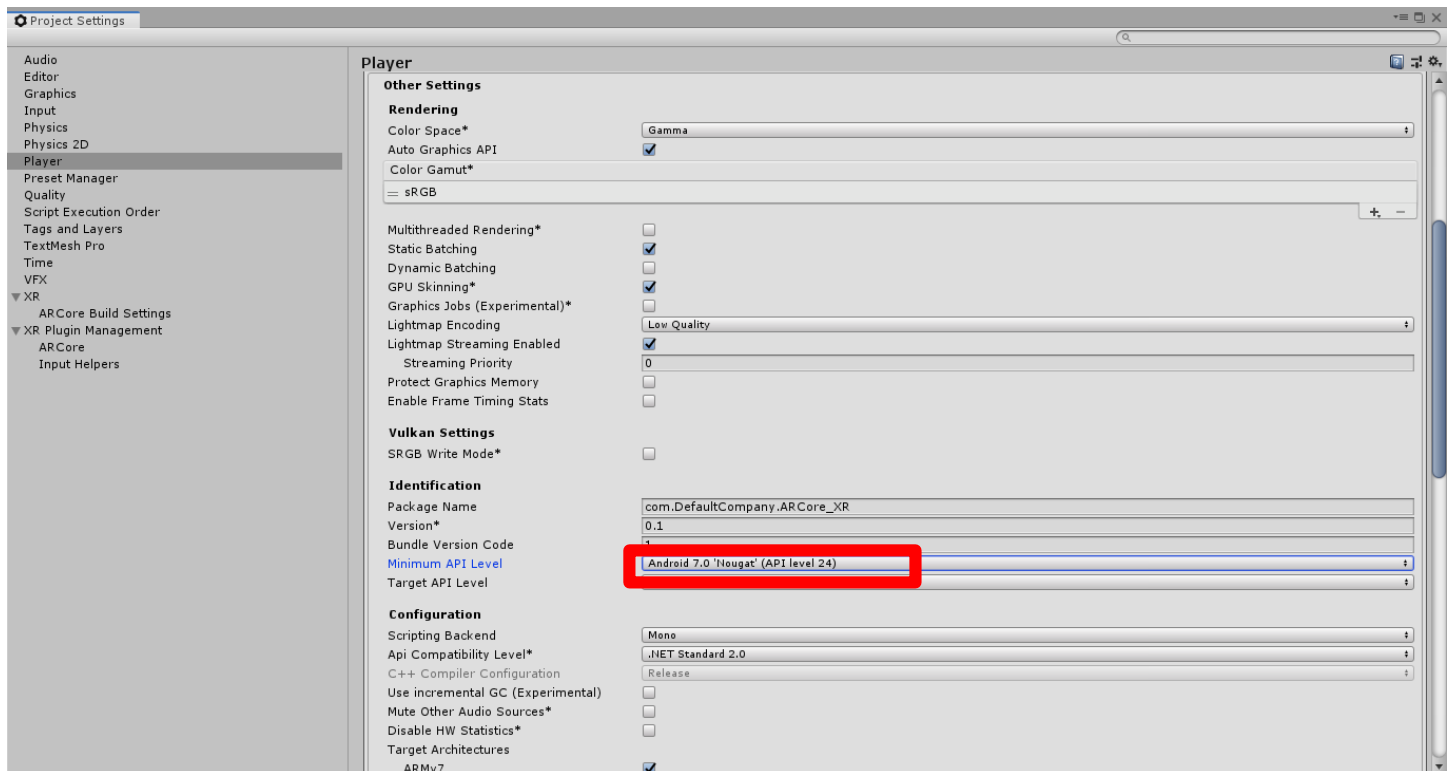 Project Settings
Audio
Editor
Graphics
Input
Physics
Physics 2D
Player
Preset Manager
Quality
Script Execution Order
Tags and Layers
TextMesh Pro
Time
VFX
XR
ARCore Build Settings
XR Plugin Management
ARCore
Input Helpers
Player
Other Settings
Rendering
Color Space* Gamma
Auto Graphics API
Color Gamut*
= sRGB
+ −
Multithreaded Rendering*
Static Batching
Dynamic Batching
GPU Skinning*
Graphics Jobs (Experimental)*
Lightmap Encoding Low Quality
Lightmap Streaming Enabled
Streaming Priority 0
Protect Graphics Memory
Enable Frame Timing Stats
Vulkan Settings
SRGB Write Mode*
Identification
Package Name com.DefaultCompany.ARCore_XR
Version* 0.1
Bundle Version Code
Minimum API Level Android 7.0 'Nougat' (API level 24)
Target API Level
Configuration
Scripting Backend Mono
Api Compatibility Level* .NET Standard 2.0
C++ Compiler Configuration Release
Use incremental GC (Experimental)
Mute Other Audio Sources*
Disable HW Statistics*
Target Architectures
ARMv7